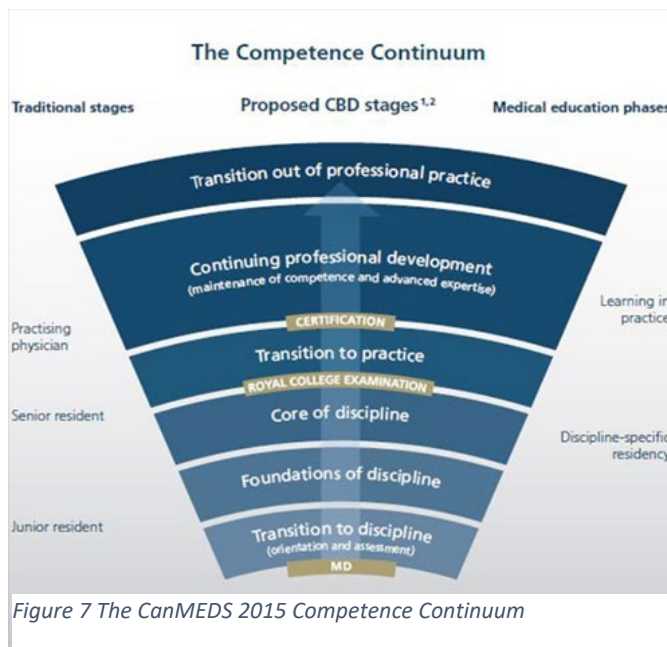 The Competence Continuum
Traditional stages
Proposed CBD stages1,2
Medical education phases
Transition out of professional practice
Continuing professional development
(maintenance of competence and advanced expertise)
Learning in
practice
CERTIFICATION
Practising
physician
Transition to practice
ROYAL COLLEGE EXAMINATION
Senior resident
Core of discipline
Discipline-specific
residency
Foundations of discipline
Junior resident
Transition to discipline
(orientation and assessment)
MD
Figure 7 The CanMEDS 2015 Competence Continuum